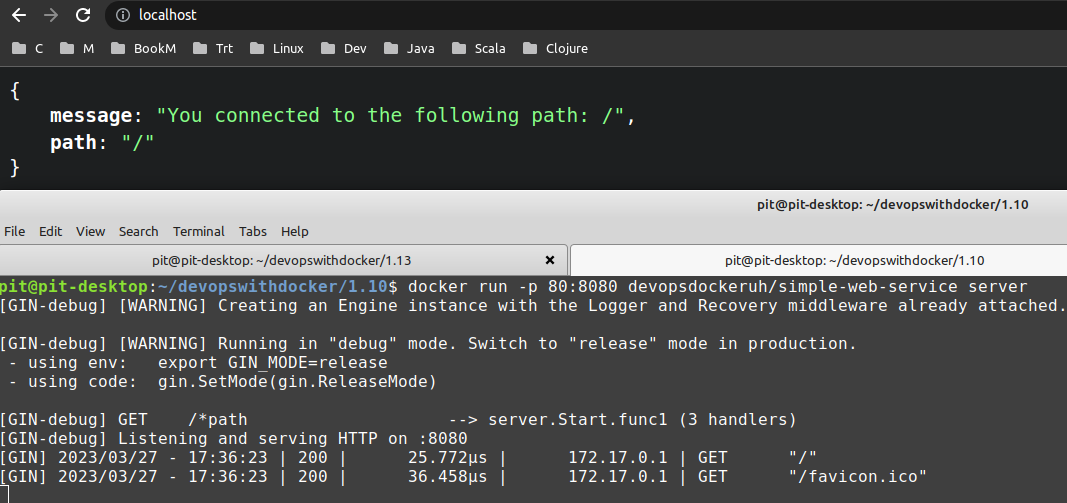 localhost
C M BookM Trt Linux Dev Java Scala Clojure
{
message: "You connected to the following path: /",
path: "/"
}
pit@pit-desktop: ~/devopswithdocker/1.10
File Edit View Search Terminal Tabs Help
pit@pit-desktop: ~/devopswithdocker/1.13 × pit@pit-desktop: ~/devopswithdocker/1.10
pit@pit-desktop:~/devopswithdocker/1.10$ docker run -p 80:8080 devopsdockeruh/simple-web-service server
[GIN-debug] [WARNING] Creating an Engine instance with the Logger and Recovery middleware already attached.
[GIN-debug] [WARNING] Running in "debug" mode. Switch to "release" mode in production.
- using env: export GIN_MODE=release
- using code: gin.SetMode(gin.ReleaseMode)
[GIN-debug] GET /*path --> server.Start.func1 (3 handlers)
[GIN-debug] Listening and serving HTTP on :8080
[GIN] 2023/03/27 - 17:36:23 | 200 | 25.772µs | 172.17.0.1 | GET "/"
[GIN] 2023/03/27 - 17:36:23 | 200 | 36.458µs | 172.17.0.1 | GET "/favicon.ico"